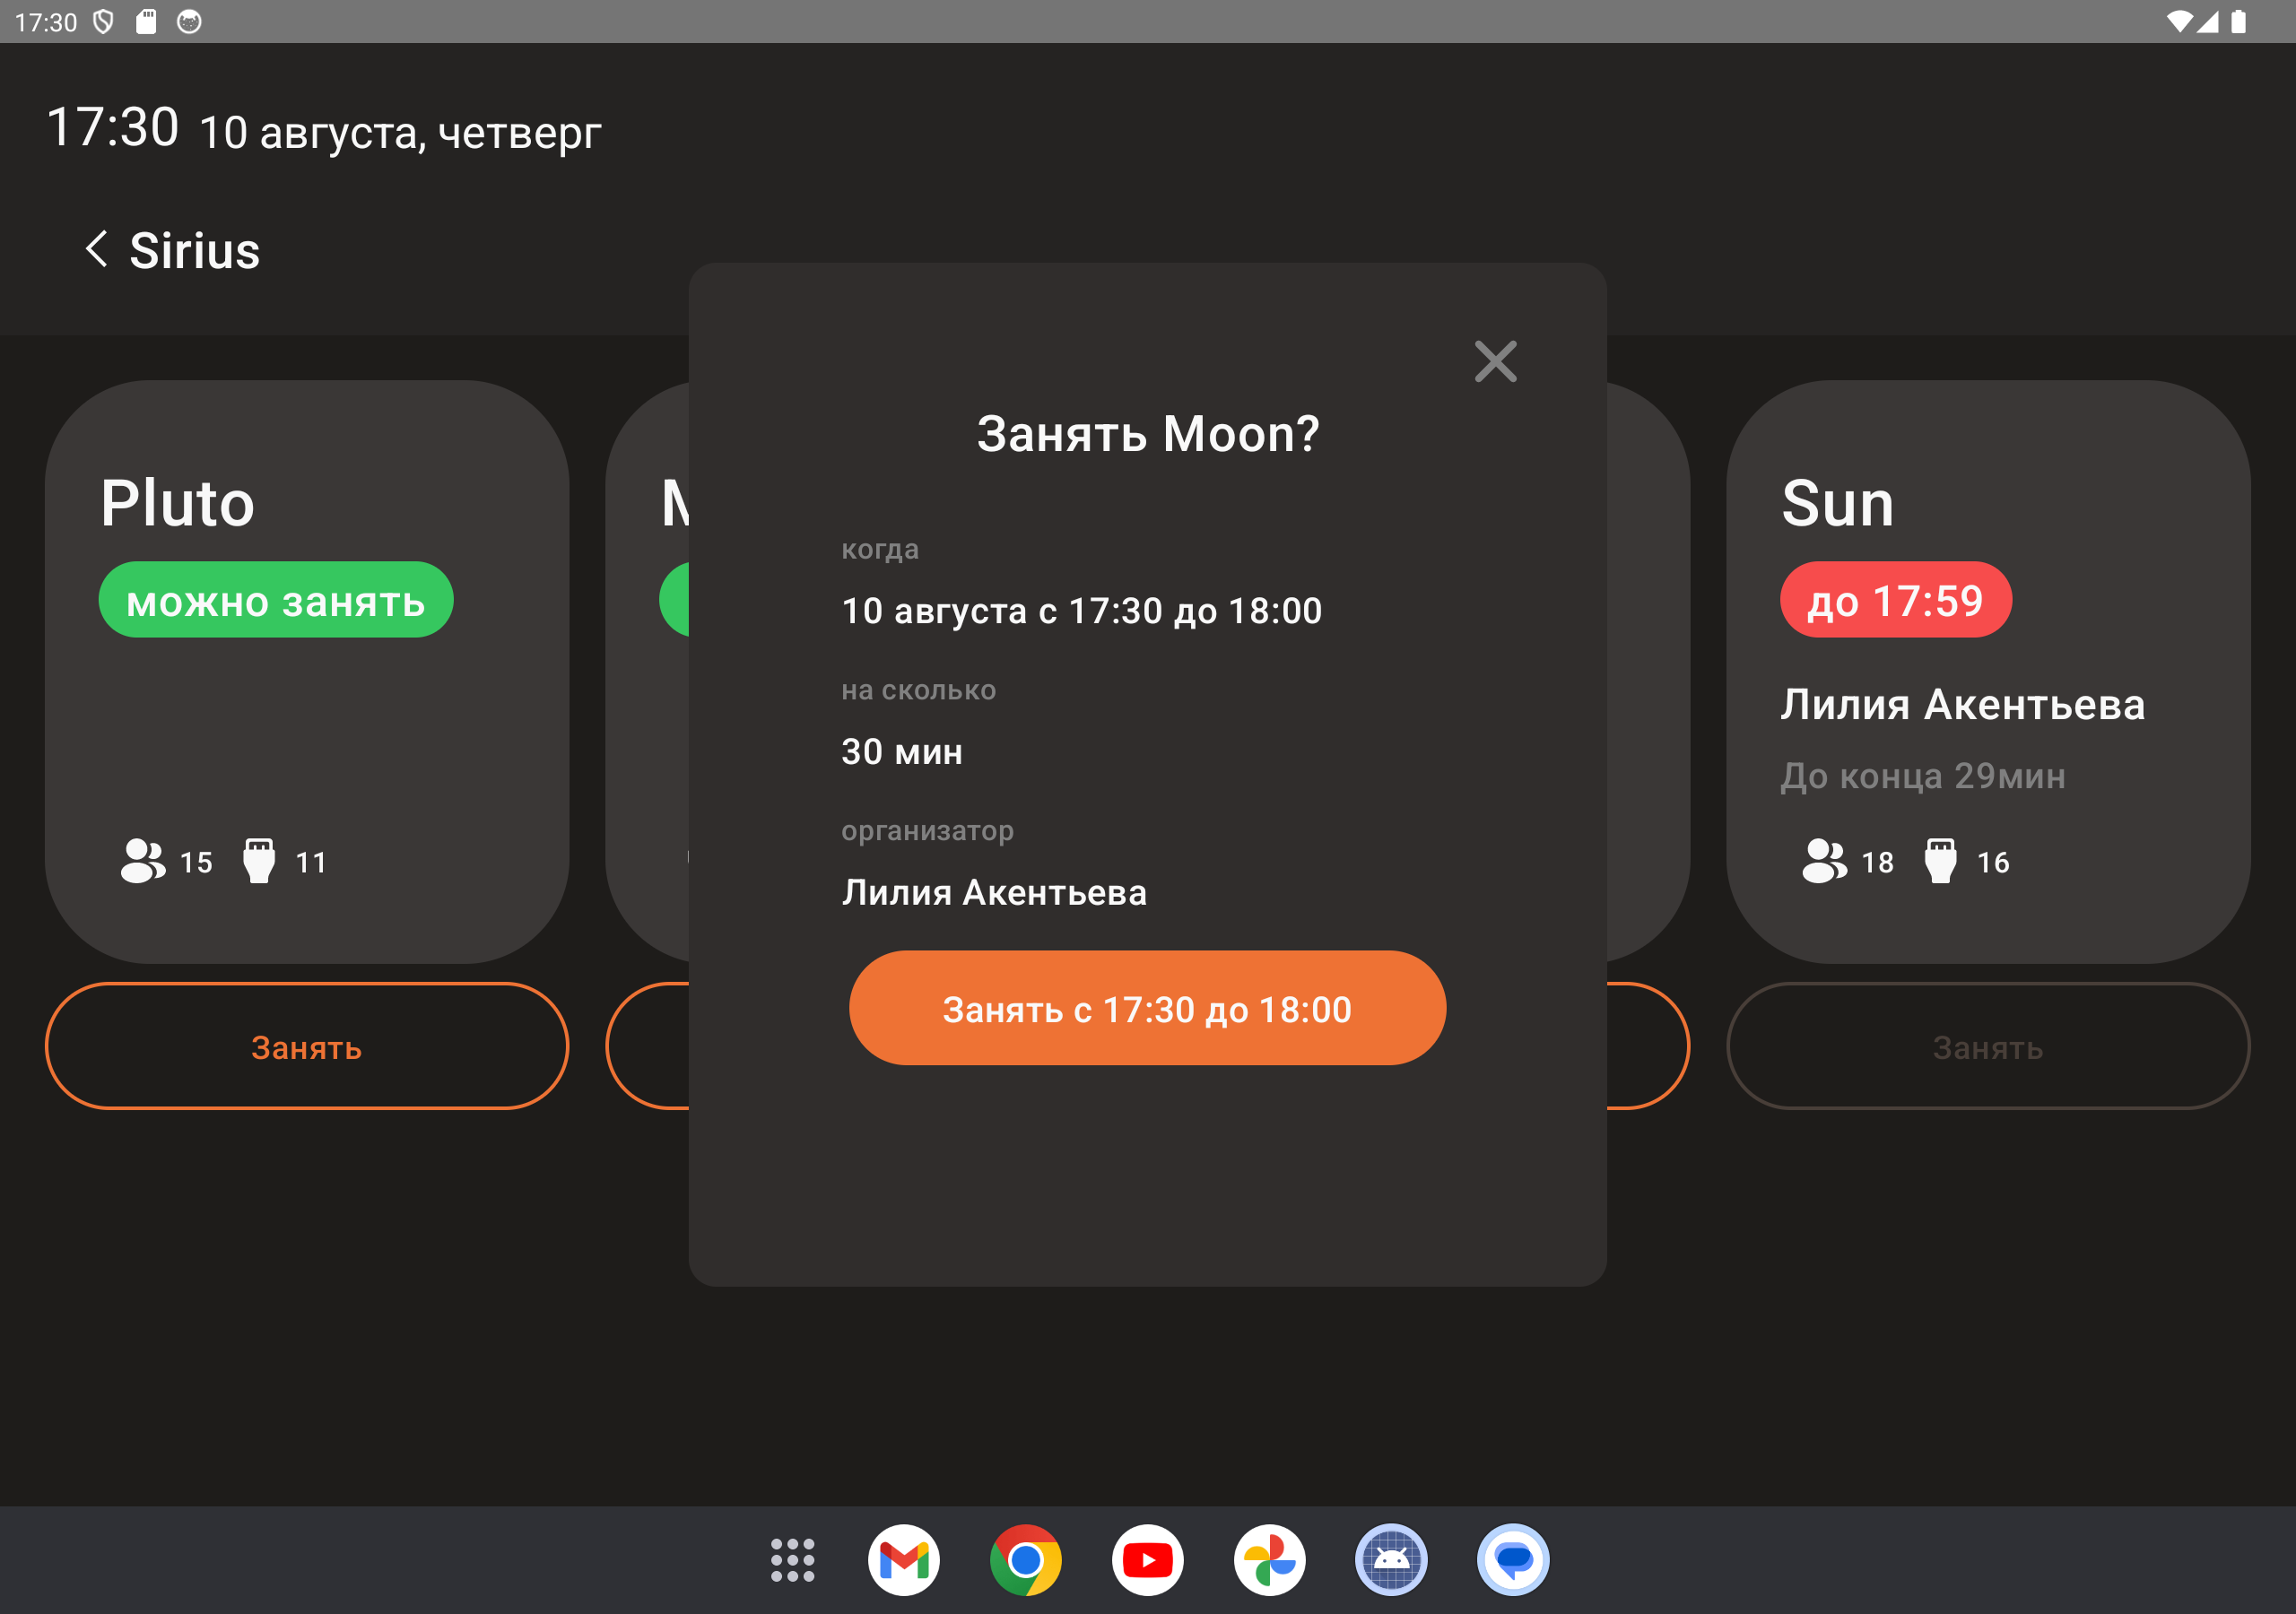 17:30
17:30 10 августа, четверг
Sirius
Занять Moon?
когда
10 августа с 17:30 до 18:00
на сколько
30 мин
организатор
Лилия Акентьева
Занять с 17:30 до 18:00
Pluto
можно занять
15 11
Занять
Sun
до 17:59
Лилия Акентьева
До конца 29мин
18 16
Занять